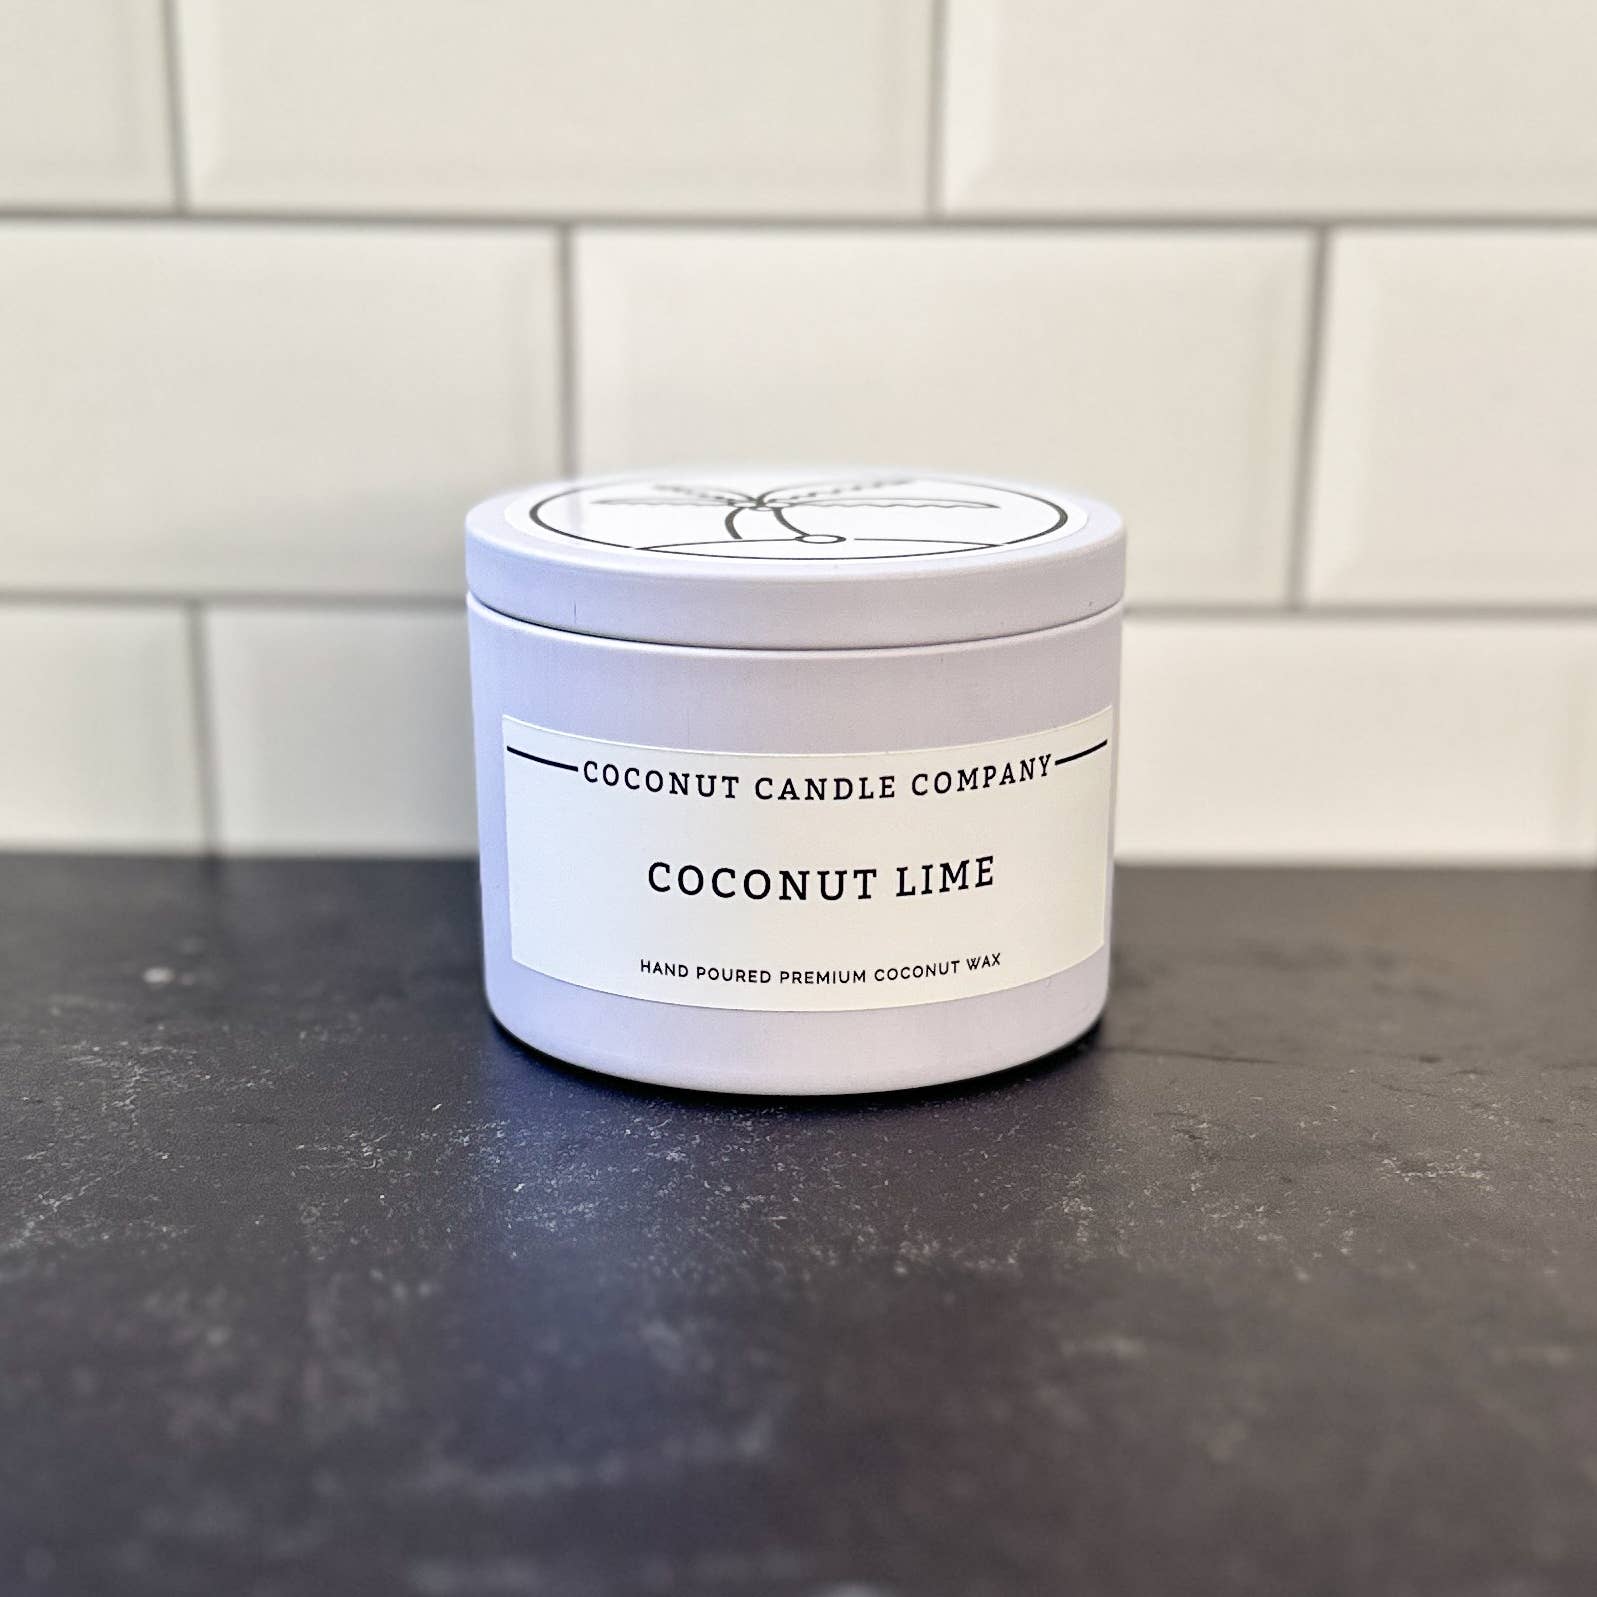 COCONUT CANDLE COMPANY
COCONUT LIME
HAND POURED PREMIUM COCONUT WAX